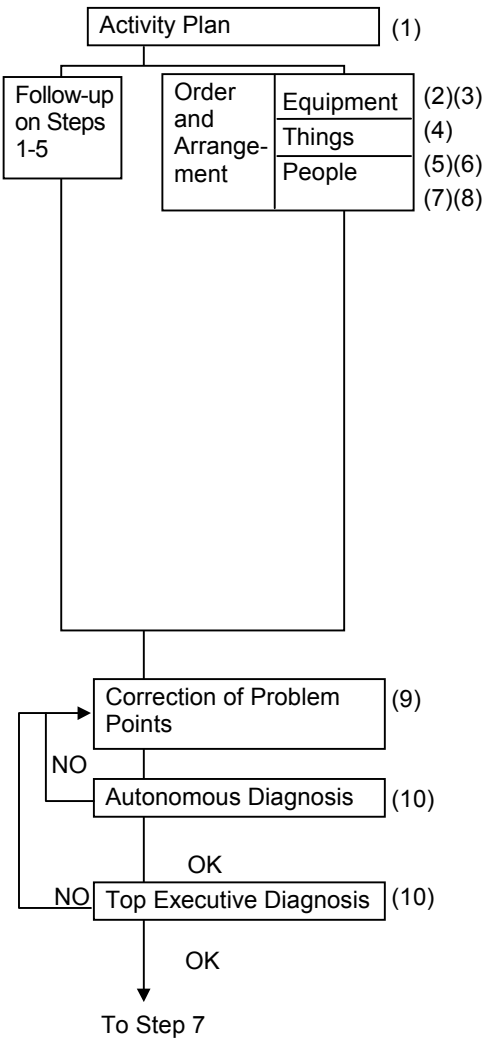 Activity Plan (1)
Follow-up
on Steps
1-5
Order
and
Arrange-
ment
Equipment (2)(3)
Things (4)
People (5)(6)
(7)(8)
Correction of Problem
Points
(9)
NO
Autonomous Diagnosis (10)
OK
NO Top Executive Diagnosis (10)
OK
To Step 7